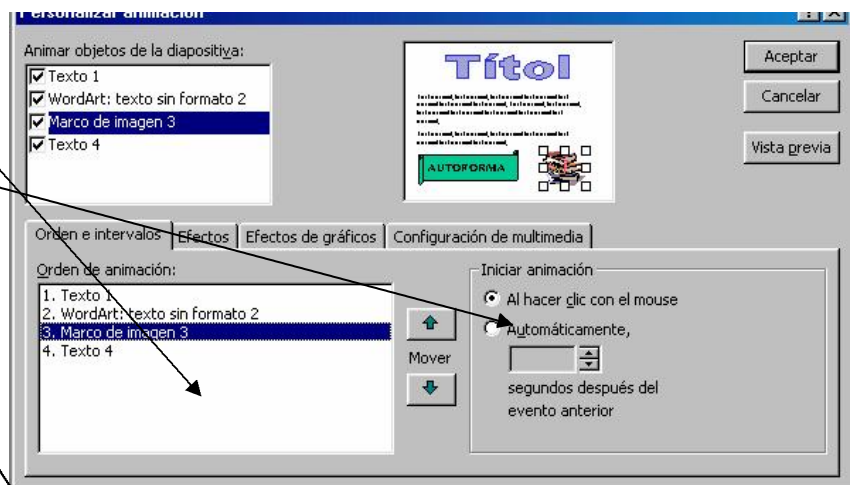 Personalizar animación
Animar objetos de la diapositiva:
Texto 1
WordArt: texto sin formato 2
Marco de imagen 3
Texto 4
Títol
AUTOFORMA
Aceptar
Cancelar
Vista previa
Orden e intervalos
Efectos
Efectos de gráficos
Configuración de multimedia
Orden de animación:
1. Texto 1
2. WordArt: texto sin formato 2
3. Marco de imagen 3
4. Texto 4
Mover
Iniciar animación
Al hacer clic con el mouse
Automáticamente,
segundos después del
evento anterior